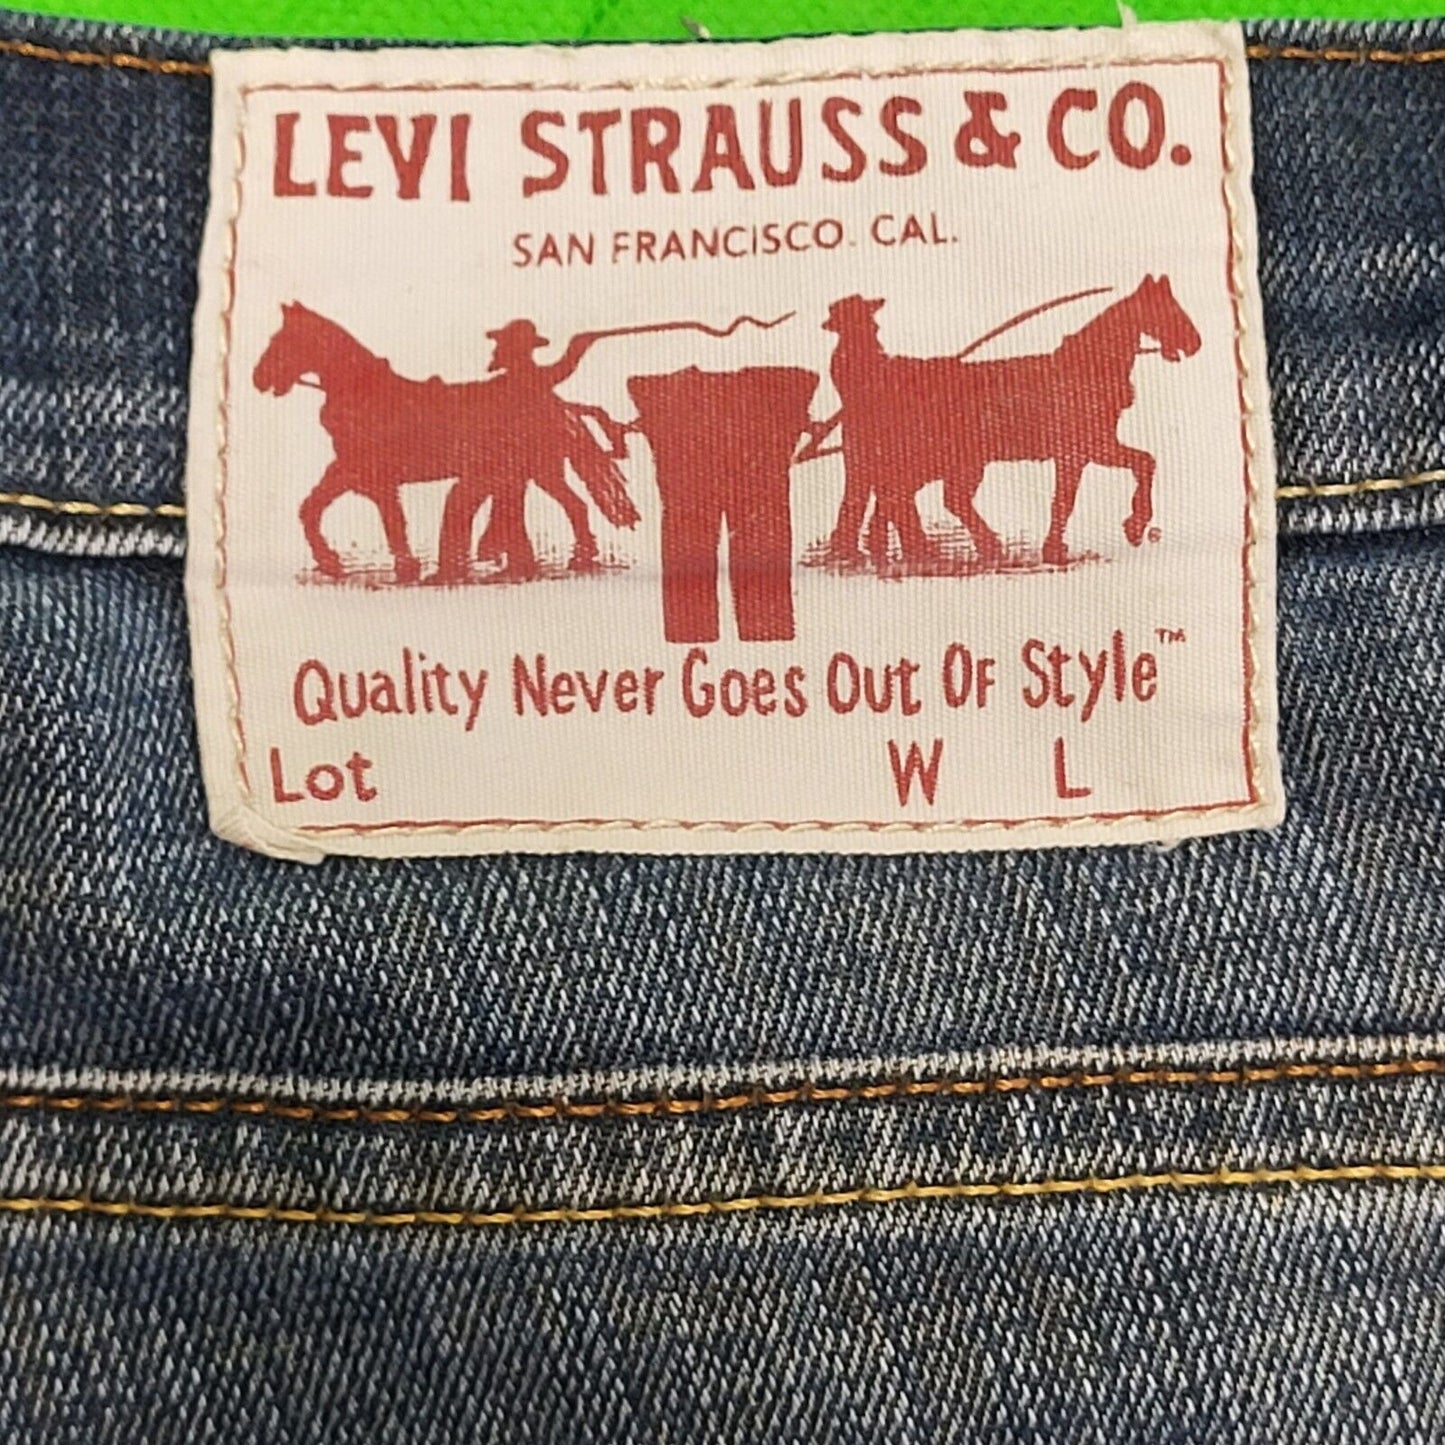 LEVI STRAUSS & CO.
SAN FRANCISCO. CAL.
®
Quality Never Goes Out Of Style™
Lot W L